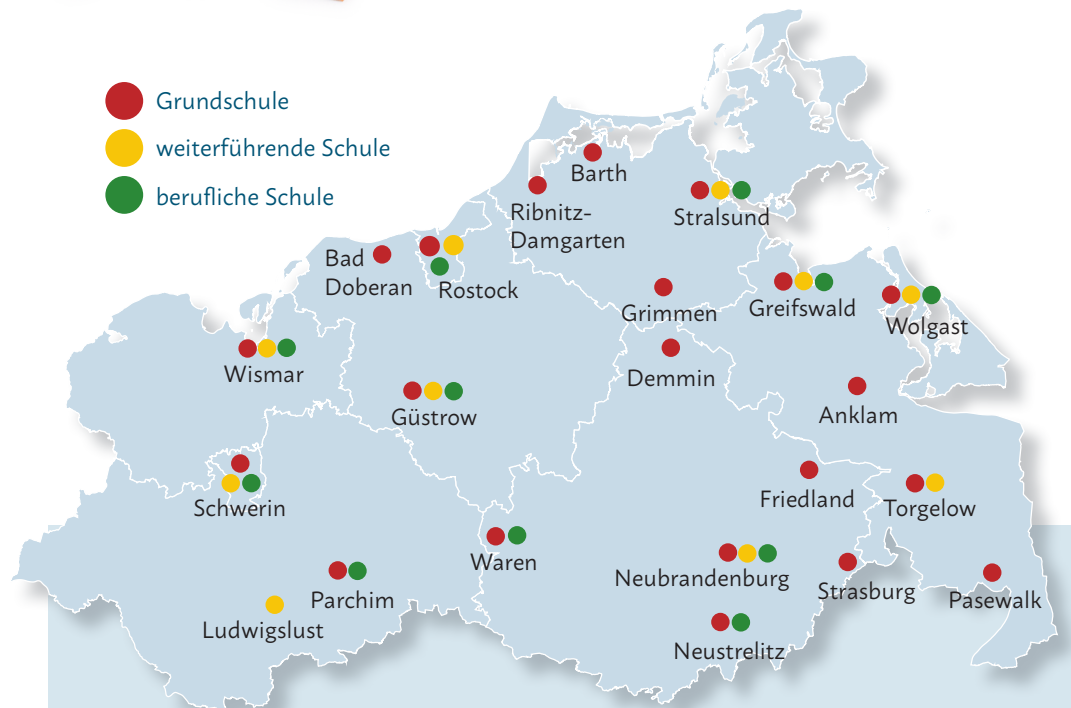 Grundschule
weiterführende Schule
berufliche Schule
Barth
Ribnitz-
Damgarten
Stralsund
Bad
Doberan
Rostock
Grimmen
Greifswald
Wolgast
Wismar
Demmin
Güstrow
Anklam
Schwerin
Friedland
Torgelow
Waren
Neubrandenburg
Strasburg
Pasewalk
Parchim
Ludwigslust
Neustrelitz